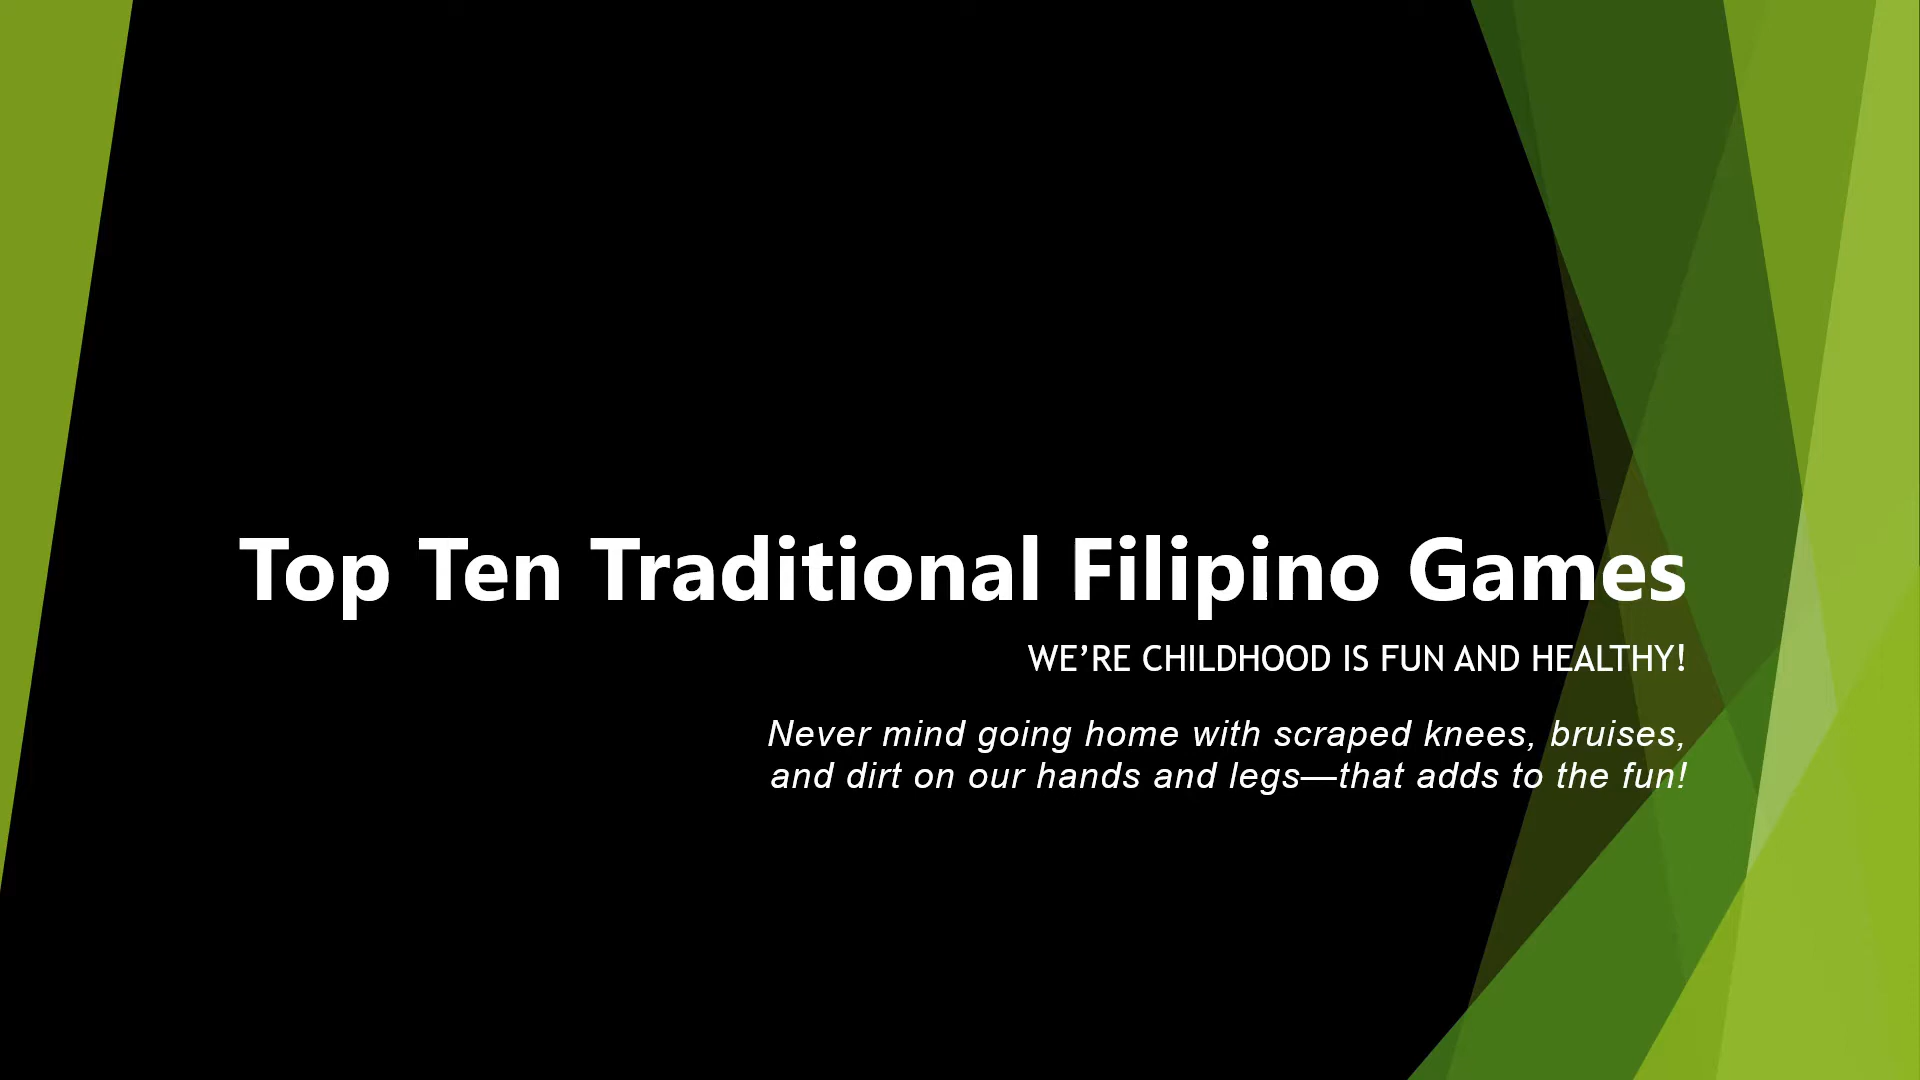 Top Ten Traditional Filipino Games
WE’RE CHILDHOOD IS FUN AND HEALTHY!
Never mind going home with scraped knees, bruises,
and dirt on our hands and legs—that adds to the fun!